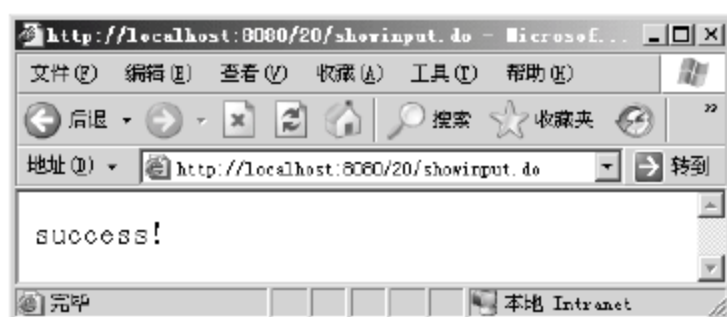 http://localhost:8080/20/showinput.do - Microsof...
文件(F) 编辑(E) 查看(V) 收藏(A) 工具(T) 帮助(H)
后退 搜索 收藏夹 »
地址(D) http://localhost:8080/20/showinput.do 转到
success!
完毕 本地 Intranet